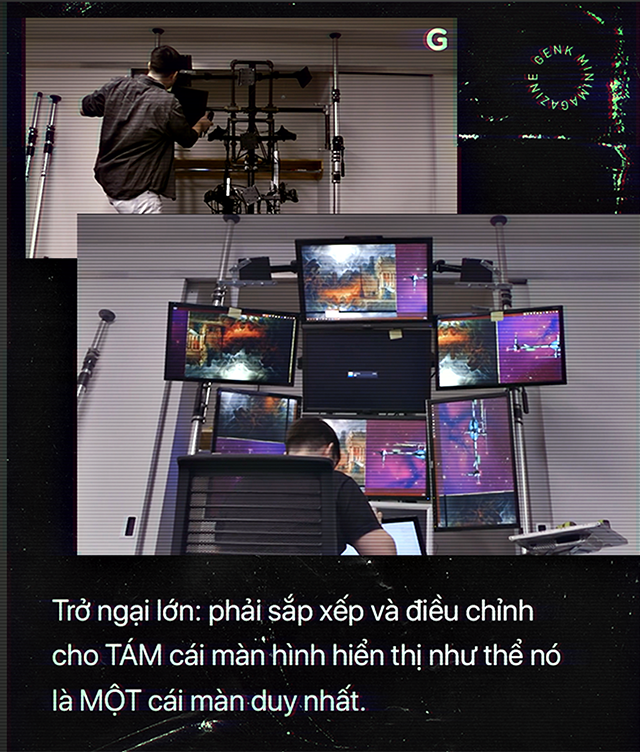 G
GENK MINIMAGAZINE
Trở ngại lớn: phải sắp xếp và điều chỉnh
cho TÁM cái màn hình hiển thị như thể nó
là MỘT cái màn duy nhất.